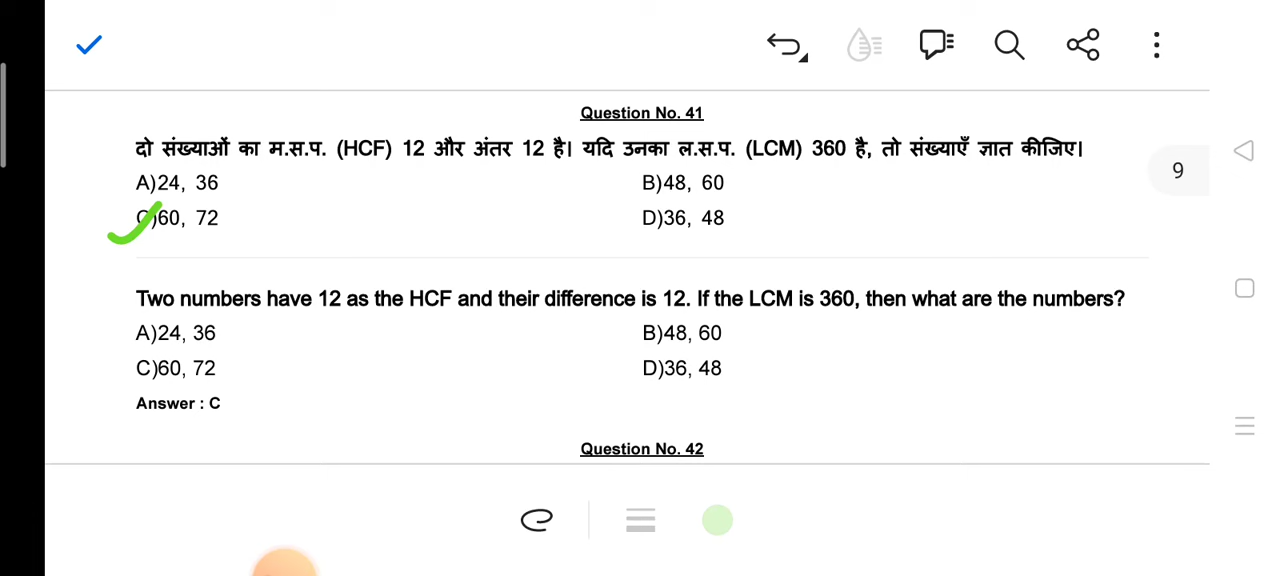 Question No. 41
दो संख्याओं का म.स.प. (HCF) 12 और अंतर 12 है। यदि उनका ल.स.प. (LCM) 360 है, तो संख्याएँ ज्ञात कीजिए।
9
A)24, 36 B)48, 60
C)60, 72 D)36, 48
Two numbers have 12 as the HCF and their difference is 12. If the LCM is 360, then what are the numbers?
A)24, 36 B)48, 60
C)60, 72 D)36, 48
Answer : C
Question No. 42